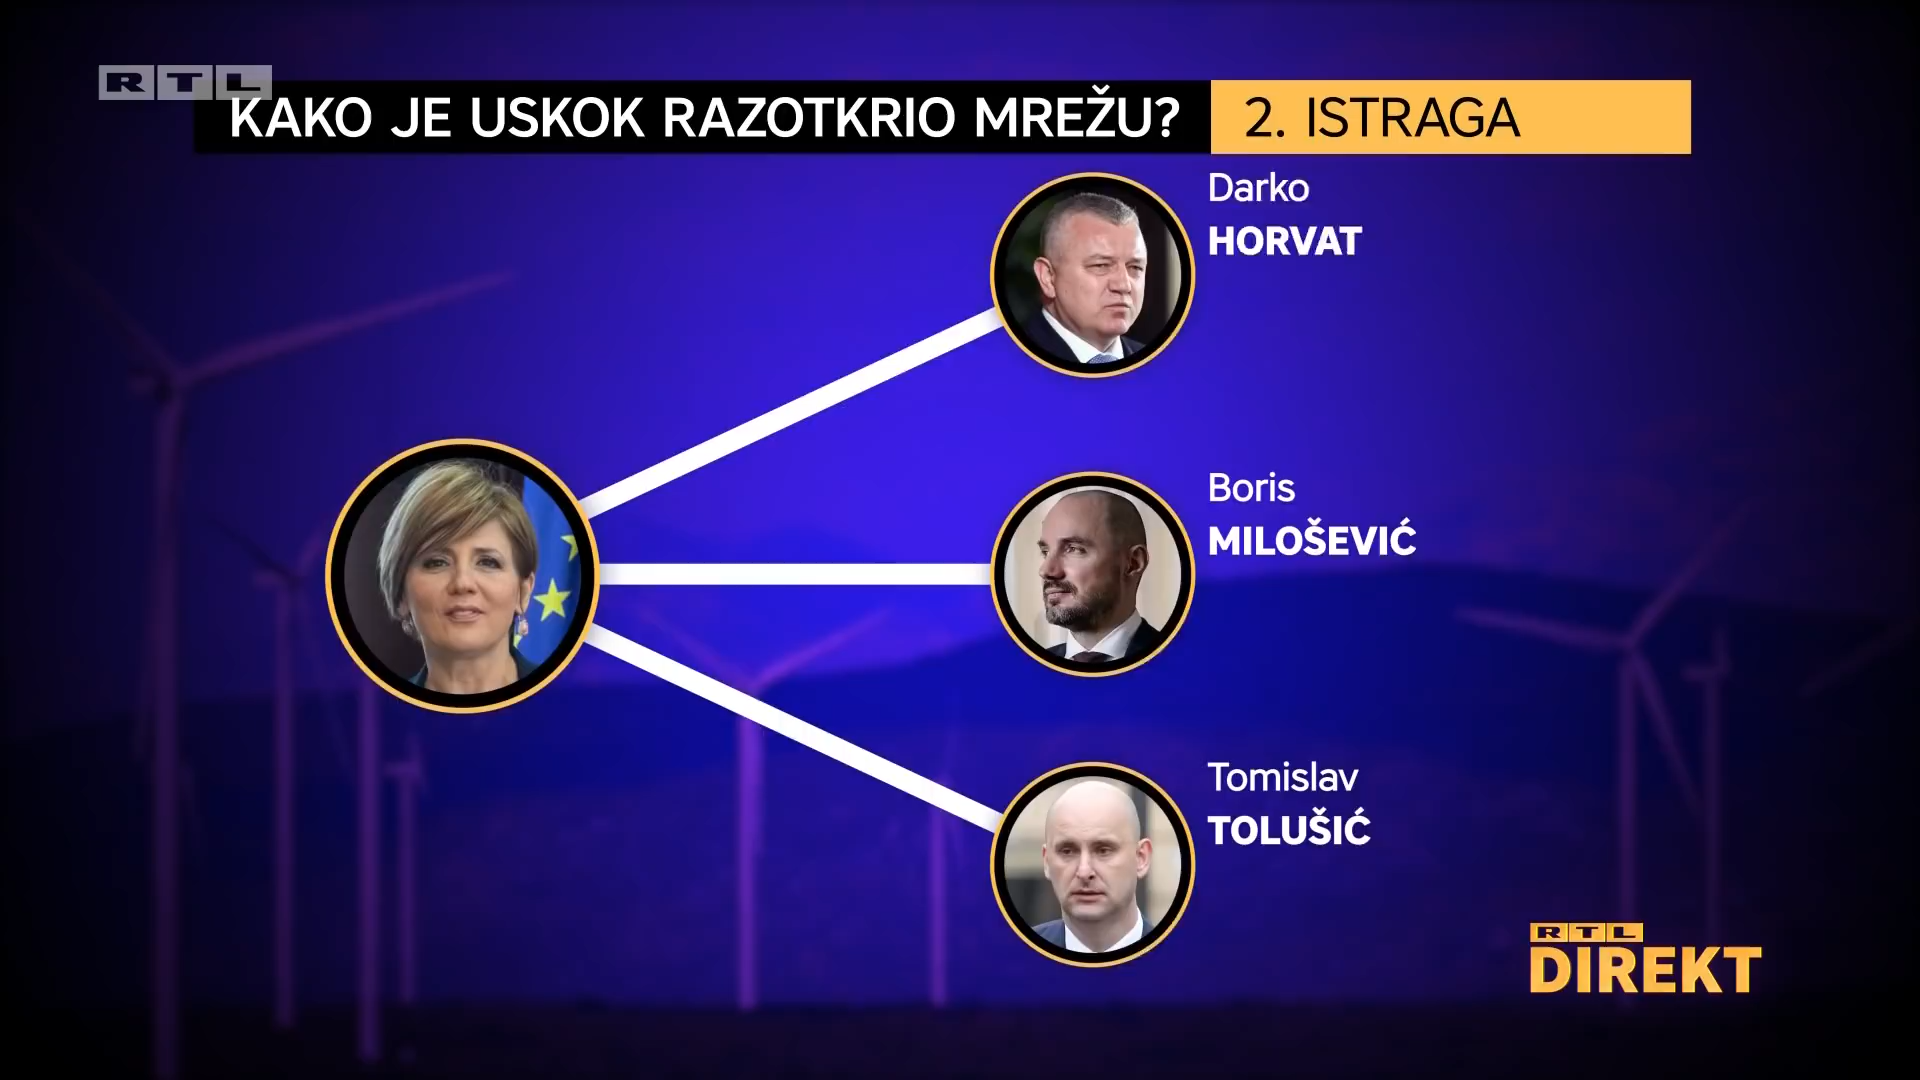 RTL
KAKO JE USKOK RAZOTKRIO MREŽU?
2. ISTRAGA
Darko
HORVAT
Boris
MILOŠEVIĆ
Tomislav
TOLUŠIĆ
RTL
DIREKT